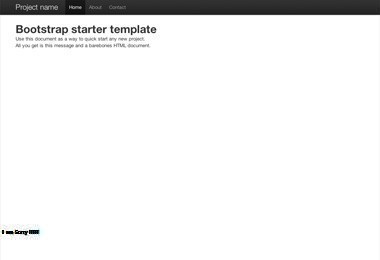 Project name Home About Contact
Bootstrap starter template
Use this document as a way to quick start any new project.
All you get is this message and a barebones HTML document.
I am Sorry